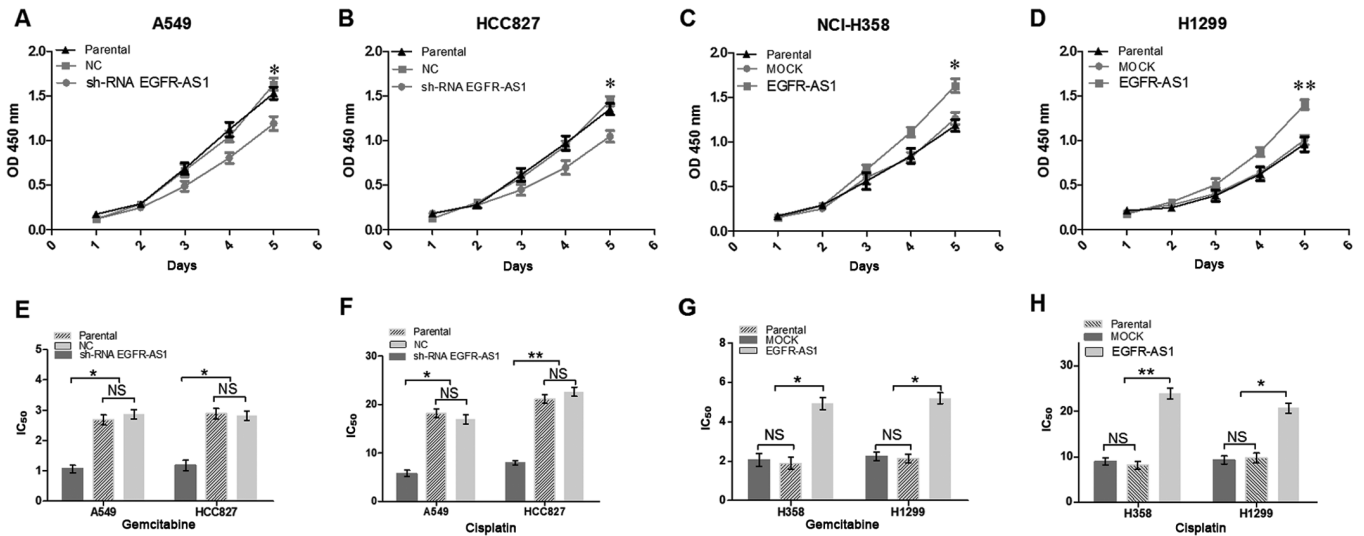 A
A549
Parental
NC
sh-RNA EGFR-AS1
OD 450 nm
2.0
1.5
1.0
0.5
0.0
*
0 1 2 3 4 5 6
Days
B
HCC827
Parental
NC
sh-RNA EGFR-AS1
OD 450 nm
2.0
1.5
1.0
0.5
0.0
*
0 1 2 3 4 5 6
Days
C
NCI-H358
Parental
MOCK
EGFR-AS1
OD 450 nm
2.0
1.5
1.0
0.5
0.0
*
0 1 2 3 4 5 6
Days
D
H1299
Parental
MOCK
EGFR-AS1
OD 450 nm
2.0
1.5
1.0
0.5
0.0
**
0 1 2 3 4 5 6
Days
E
Parental
NC
sh-RNA EGFR-AS1
IC50
5
4
3
2
1
0
* *
NS NS
A549 HCC827
Gemcitabine
F
Parental
NC
sh-RNA EGFR-AS1
IC50
30
20
10
0
* **
NS NS
A549 HCC827
Cisplatin
G
Parental
MOCK
EGFR-AS1
IC50
8
6
4
2
0
* *
NS NS
H358 H1299
Gemcitabine
H
Parental
MOCK
EGFR-AS1
IC50
30
20
10
0
** *
NS NS
H358 H1299
Cisplatin